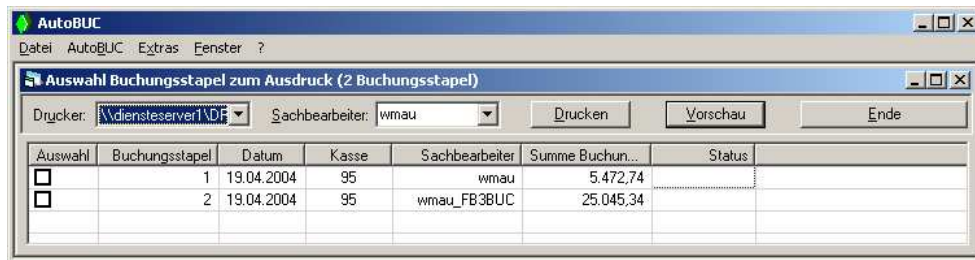 AutoBUC
Datei AutoBUC Extras Fenster ?
Auswahl Buchungsstapel zum Ausdruck (2 Buchungsstapel)
Drucker: \\diensteserver1\DF Sachbearbeiter: wmau Drucken Vorschau Ende
Auswahl Buchungsstapel Datum Kasse Sachbearbeiter Summe Buchun... Status
1 19.04.2004 95 wmau 5.472,74
2 19.04.2004 95 wmau_FB3BUC 25.045,34